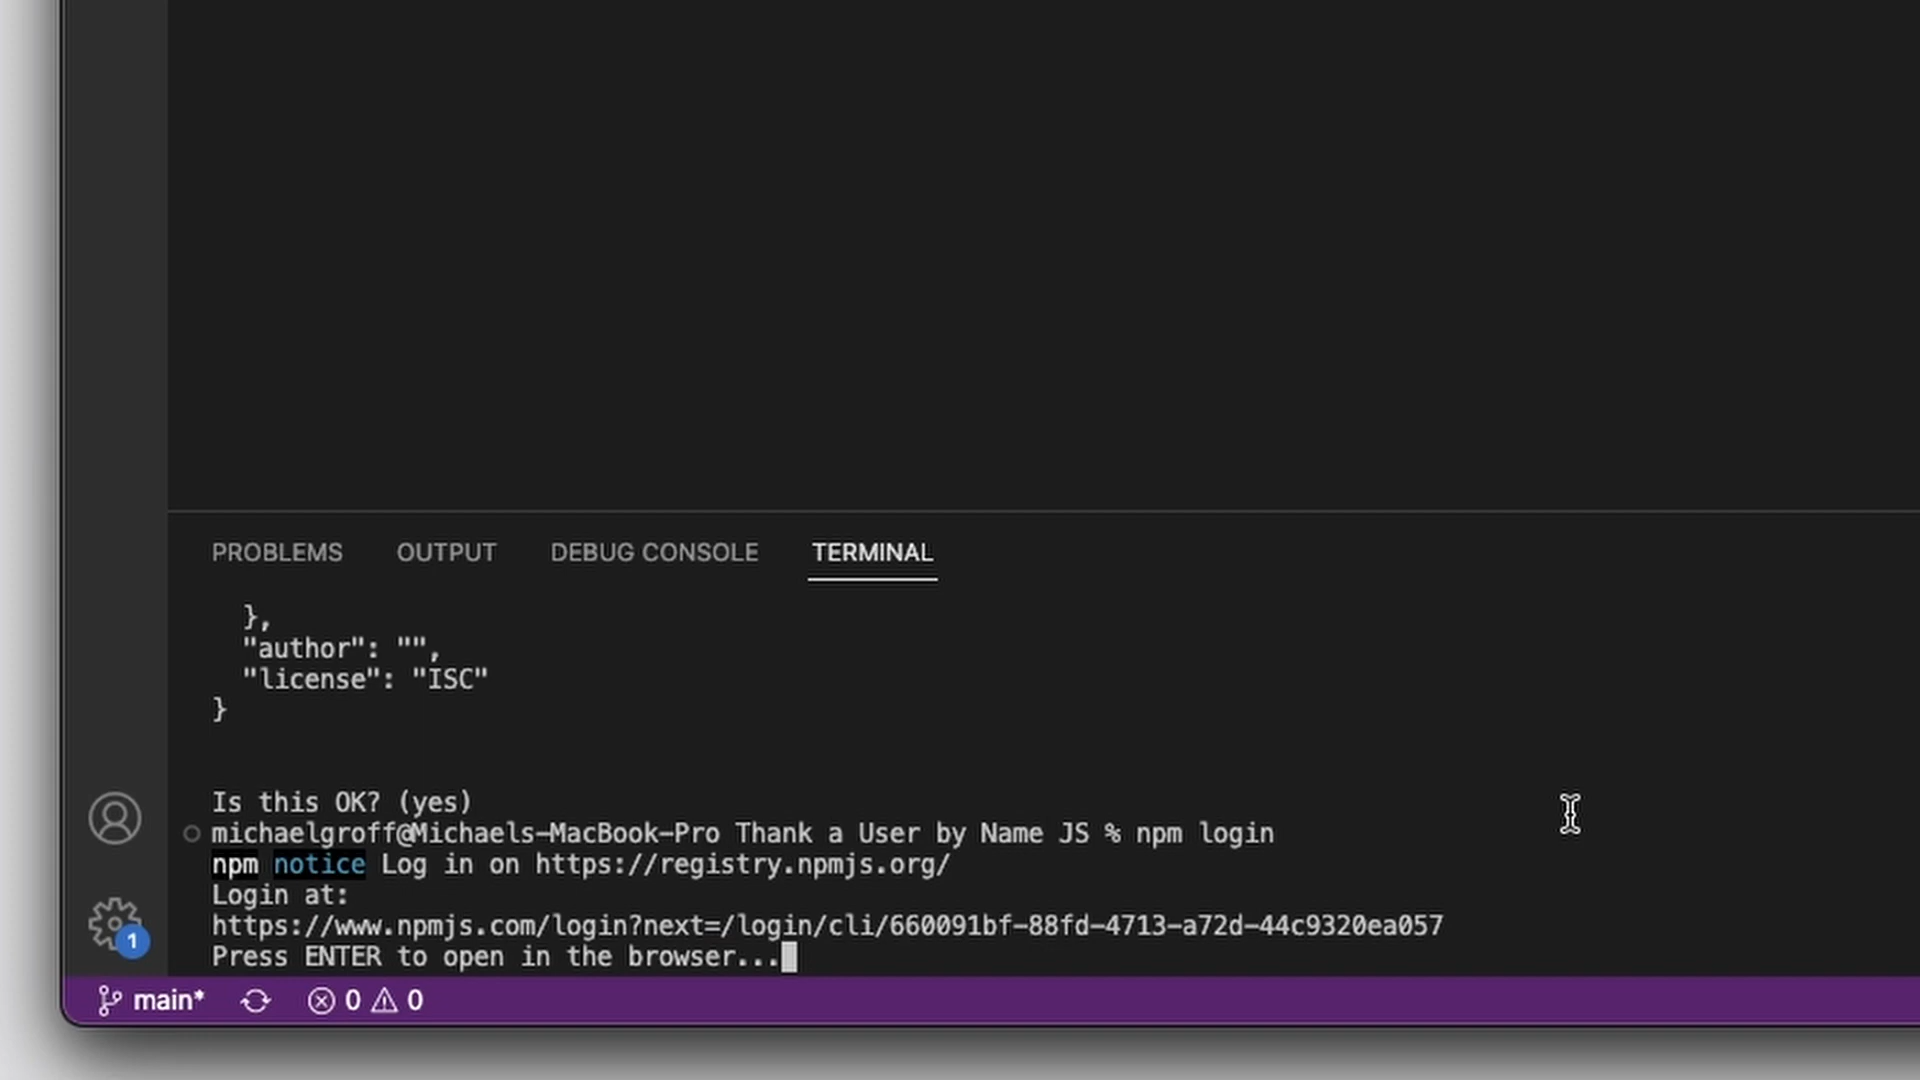 PROBLEMS OUTPUT DEBUG CONSOLE TERMINAL
},
"author": "",
"license": "ISC"
}
Is this OK? (yes)
michaelgroff@Michaels-MacBook-Pro Thank a User by Name JS % npm login
npm notice Log in on https://registry.npmjs.org/
Login at:
https://www.npmjs.com/login?next=/login/cli/660091bf-88fd-4713-a72d-44c9320ea057
Press ENTER to open in the browser...
1
main* 0 0